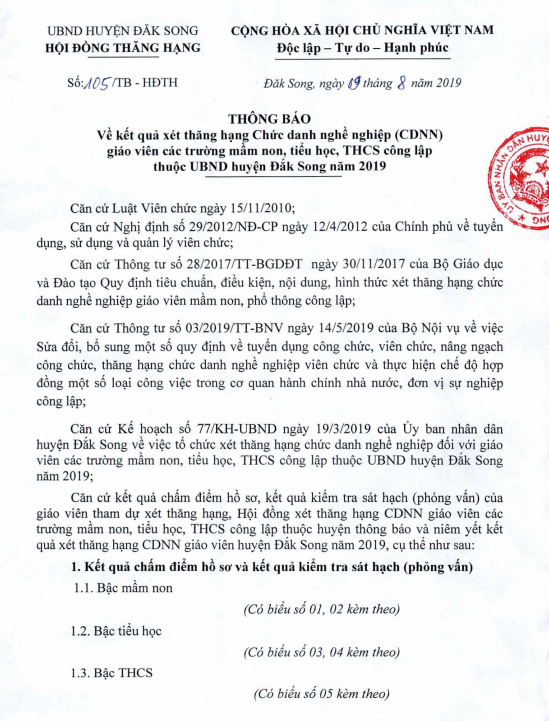 UBND HUYỆN ĐĂK SONG
HỘI ĐỒNG THĂNG HẠNG
CỘNG HÒA XÃ HỘI CHỦ NGHĨA VIỆT NAM
Độc lập – Tự do – Hạnh phúc
Số:105/TB - HĐTH
Đăk Song, ngày 19 tháng 8 năm 2019
THÔNG BÁO
Về kết quả xét thăng hạng Chức danh nghề nghiệp (CDNN)
giáo viên các trường mầm non, tiểu học, THCS công lập
thuộc UBND huyện Đắk Song năm 2019
Căn cứ Luật Viên chức ngày 15/11/2010;
Căn cứ Nghị định số 29/2012/NĐ-CP ngày 12/4/2012 của Chính phủ về tuyển
dụng, sử dụng và quản lý viên chức;
Căn cứ Thông tư số 28/2017/TT-BGDĐT ngày 30/11/2017 của Bộ Giáo dục
và Đào tạo Quy định tiêu chuẩn, điều kiện, nội dung, hình thức xét thăng hạng chức
danh nghề nghiệp giáo viên mầm non, phổ thông công lập;
Căn cứ Thông tư số 03/2019/TT-BNV ngày 14/5/2019 của Bộ Nội vụ về việc
Sửa đổi, bổ sung một số quy định về tuyển dụng công chức, viên chức, nâng ngạch
công chức, thăng hạng chức danh nghề nghiệp viên chức và thực hiện chế độ hợp
đồng một số loại công việc trong cơ quan hành chính nhà nước, đơn vị sự nghiệp
công lập;
Căn cứ Kế hoạch số 77/KH-UBND ngày 19/3/2019 của Ủy ban nhân dân
huyện Đắk Song về việc tổ chức xét thăng hạng chức danh nghề nghiệp đối với giáo
viên các trường mầm non, tiểu học, THCS công lập thuộc UBND huyện Đắk Song
năm 2019;
Căn cứ kết quả chấm điểm hồ sơ, kết quả kiểm tra sát hạch (phỏng vấn) của
giáo viên tham dự xét thăng hạng, Hội đồng xét thăng hạng CDNN giáo viên các
trường mầm non, tiểu học, THCS công lập thuộc huyện thông báo và niêm yết kết
quả xét thăng hạng CDNN giáo viên huyện Đắk Song năm 2019, cụ thể như sau:
1. Kết quả chấm điểm hồ sơ và kết quả kiểm tra sát hạch (phỏng vấn)
1.1. Bậc mầm non
(Có biểu số 01, 02 kèm theo)
1.2. Bậc tiểu học
(Có biểu số 03, 04 kèm theo)
1.3. Bậc THCS
(Có biểu số 05 kèm theo)
ỦY BAN NHÂN DÂN HUYỆN